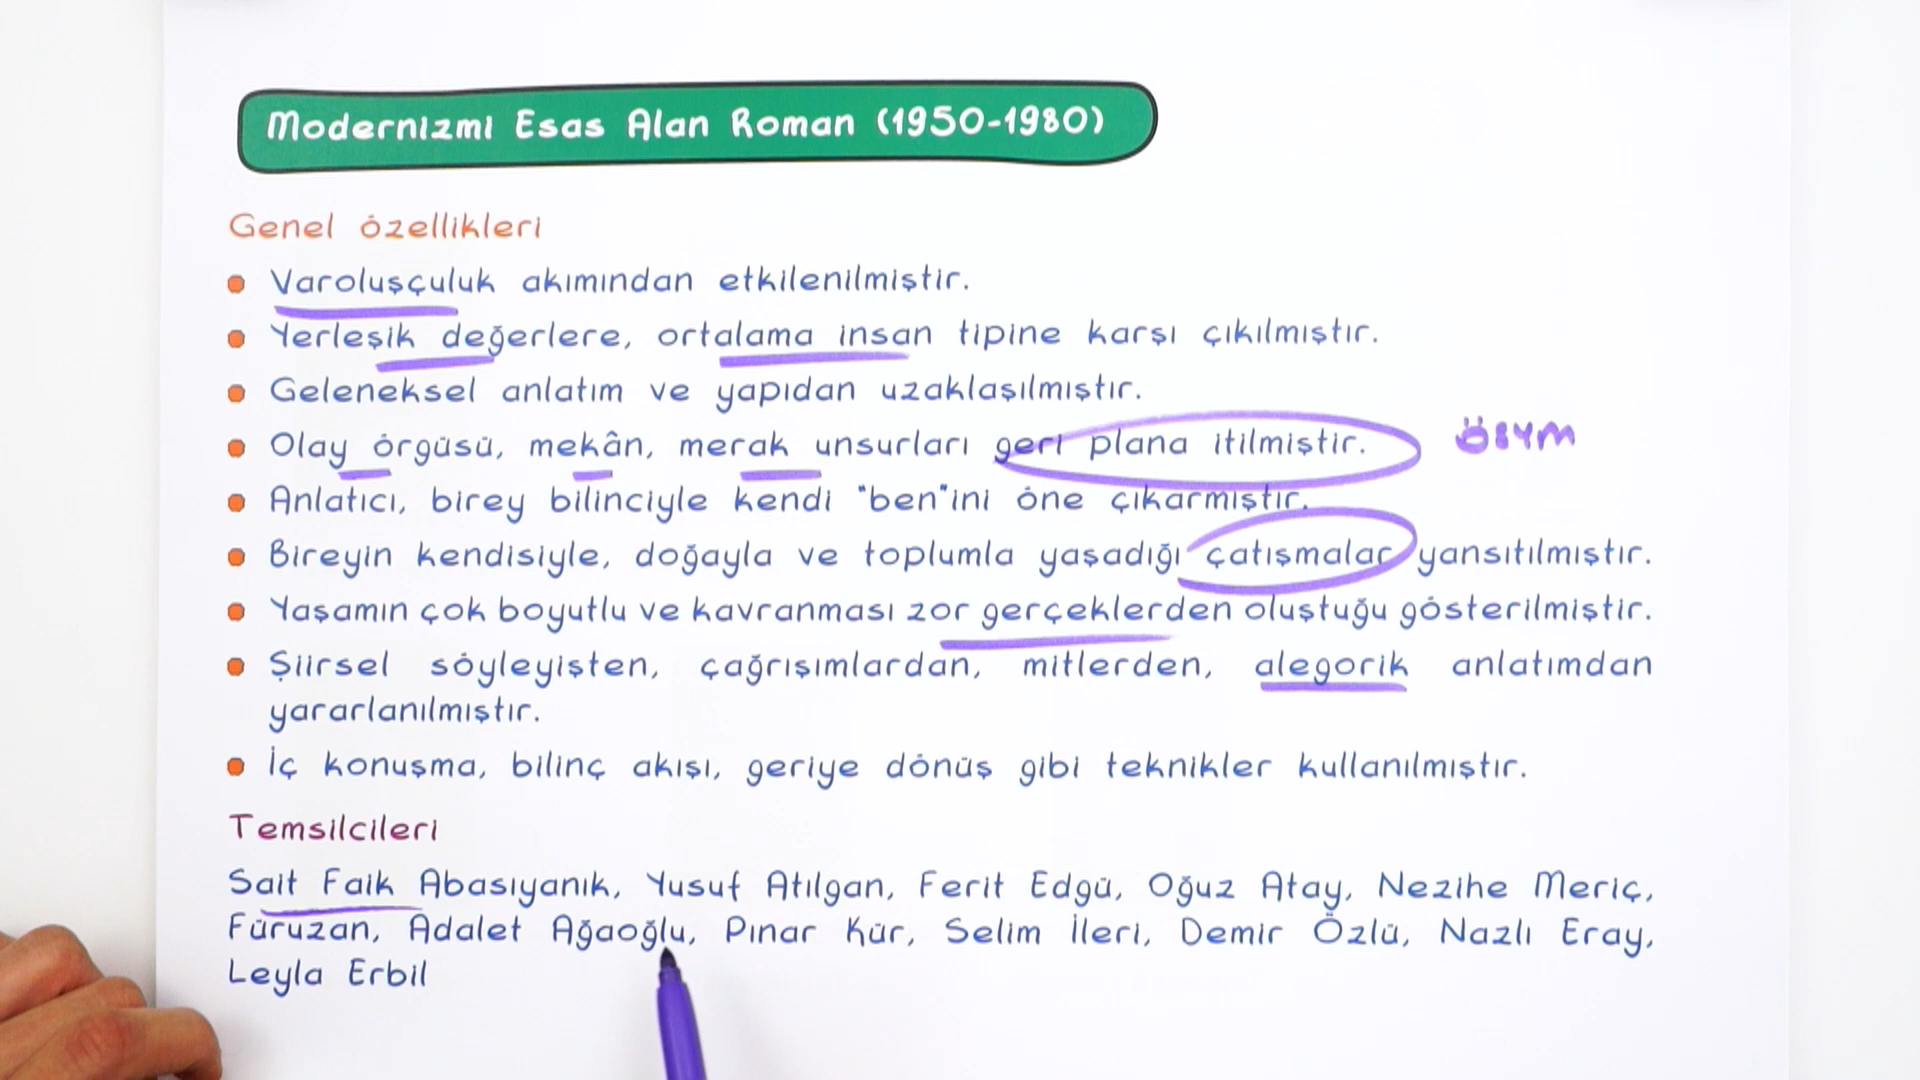 Modernizmi Esas Alan Roman (1950-1980)
Genel özellikleri
Varoluşçuluk akımından etkilenilmiştir.
Yerleşik değerlere, ortalama insan tipine karşı çıkılmıştır.
Geleneksel anlatım ve yapıdan uzaklaşılmıştır.
Olay örgüsü, mekân, merak unsurları geri plana itilmiştir. ÖSYM
Anlatıcı, birey bilinciyle kendi "ben"ini öne çıkarmıştır.
Bireyin kendisiyle, doğayla ve toplumla yaşadığı çatışmalar yansıtılmıştır.
Yaşamın çok boyutlu ve kavranması zor gerçeklerden oluştuğu gösterilmiştir.
Şiirsel söyleyişten, çağrışımlardan, mitlerden, alegorik anlatımdan
yararlanılmıştır.
İç konuşma, bilinç akışı, geriye dönüş gibi teknikler kullanılmıştır.
Temsilcileri
Sait Faik Abasıyanık, Yusuf Atılgan, Ferit Edgü, Oğuz Atay, Nezihe Meriç,
Füruzan, Adalet Ağaoğlu, Pınar Kür, Selim İleri, Demir Özlü, Nazlı Eray,
Leyla Erbil